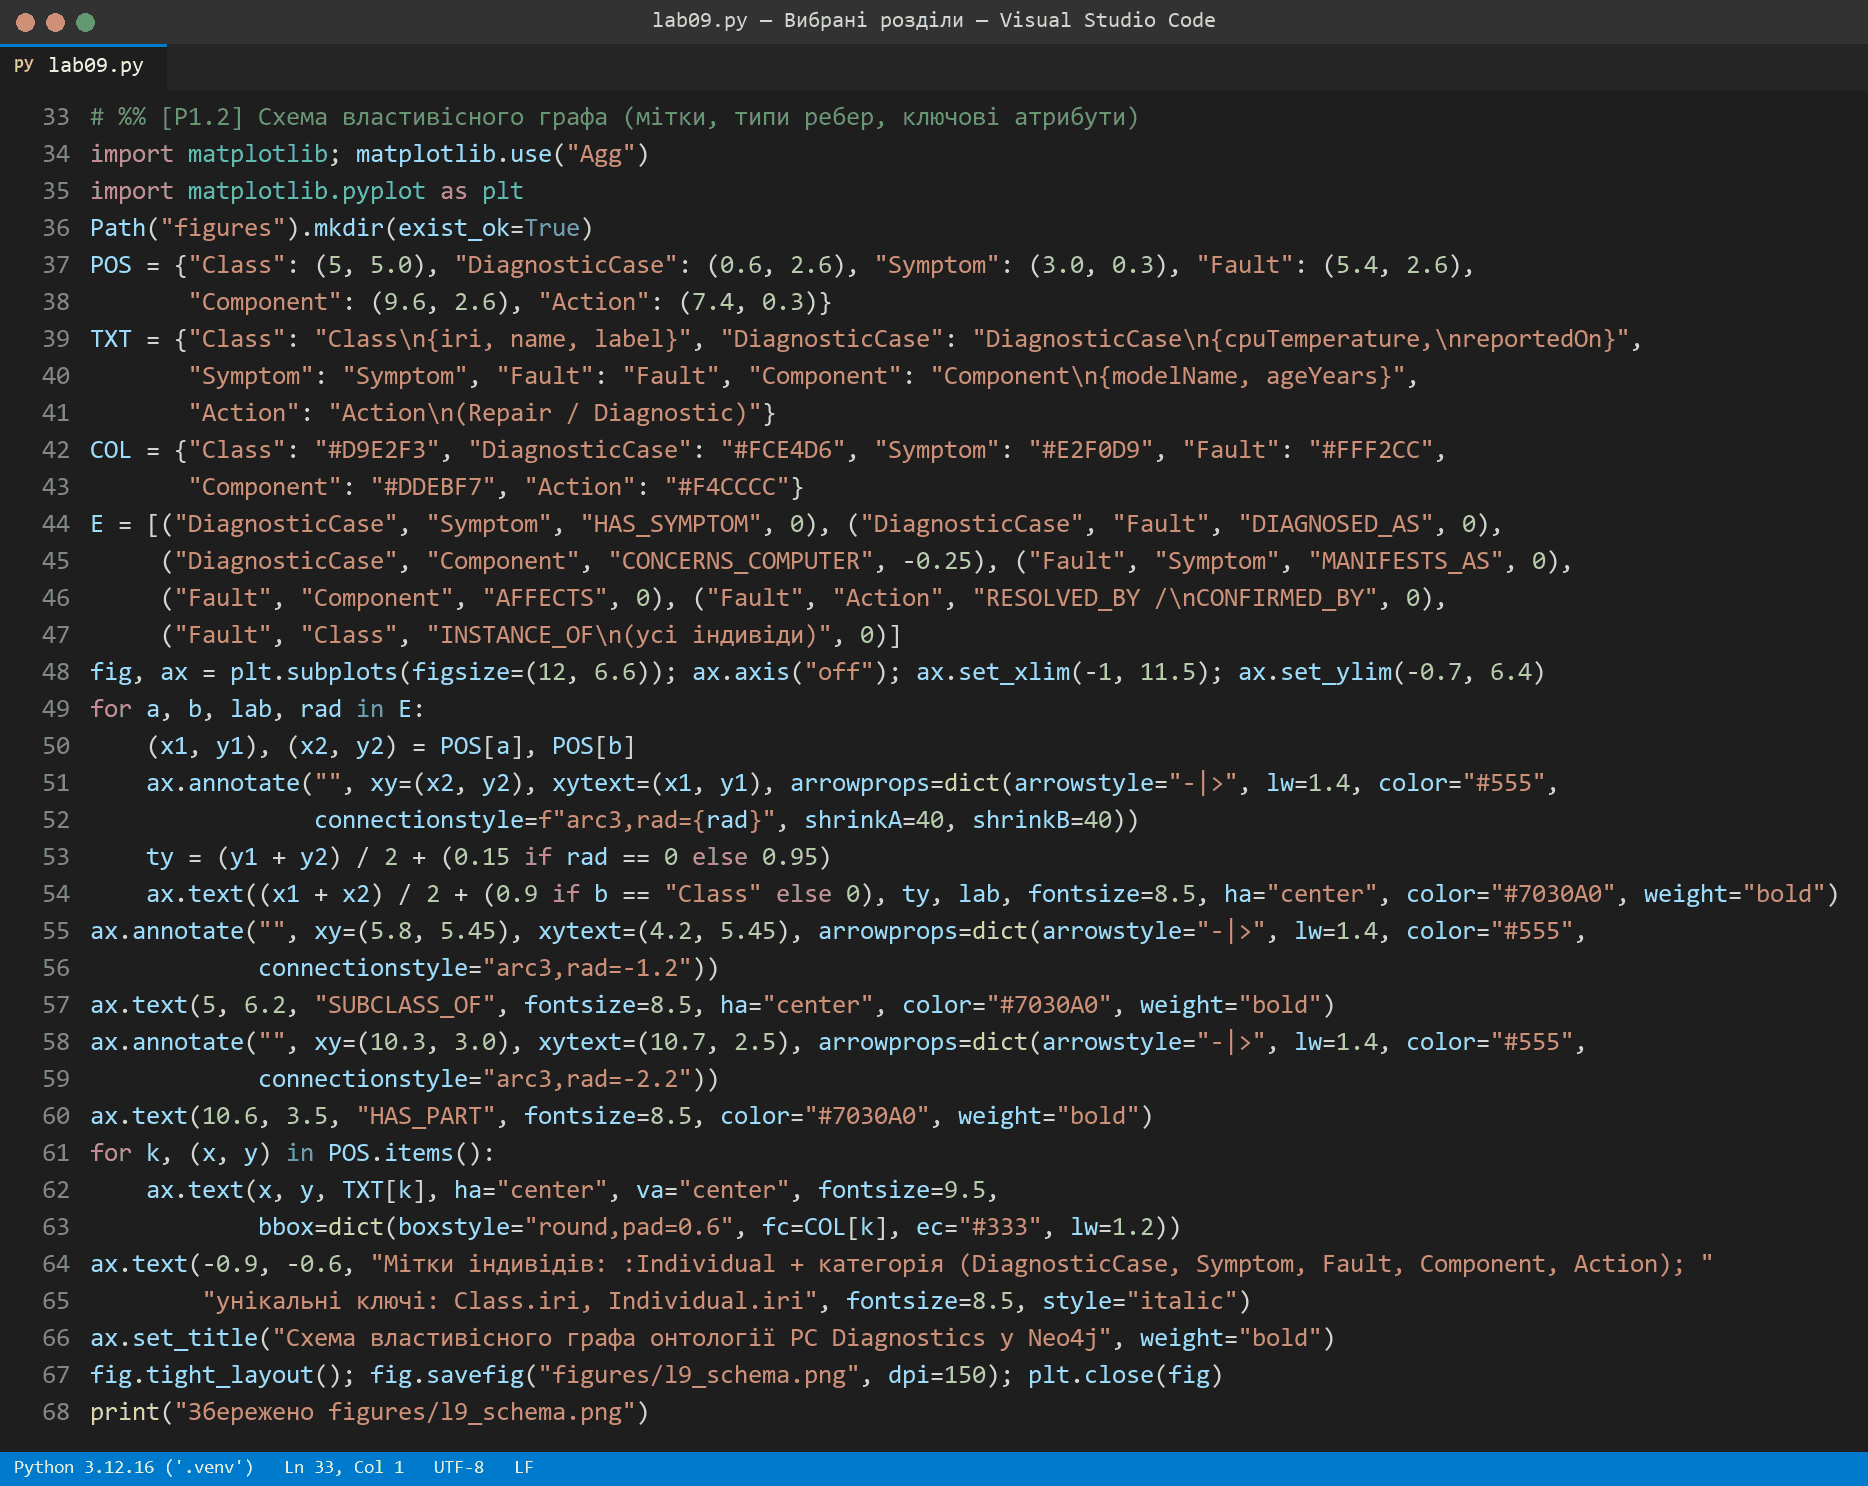 lab09.py — Вибрані розділи — Visual Studio Code
PY lab09.py
33 # %% [P1.2] Схема властивісного графа (мітки, типи ребер, ключові атрибути)
34 import matplotlib; matplotlib.use("Agg")
35 import matplotlib.pyplot as plt
36 Path("figures").mkdir(exist_ok=True)
37 POS = {"Class": (5, 5.0), "DiagnosticCase": (0.6, 2.6), "Symptom": (3.0, 0.3), "Fault": (5.4, 2.6),
38        "Component": (9.6, 2.6), "Action": (7.4, 0.3)}
39 TXT = {"Class": "Class\n{iri, name, label}", "DiagnosticCase": "DiagnosticCase\n{cpuTemperature,\nreportedOn}",
40        "Symptom": "Symptom", "Fault": "Fault", "Component": "Component\n{modelName, ageYears}",
41        "Action": "Action\n(Repair / Diagnostic)"}
42 COL = {"Class": "#D9E2F3", "DiagnosticCase": "#FCE4D6", "Symptom": "#E2F0D9", "Fault": "#FFF2CC",
43        "Component": "#DDEBF7", "Action": "#F4CCCC"}
44 E = [("DiagnosticCase", "Symptom", "HAS_SYMPTOM", 0), ("DiagnosticCase", "Fault", "DIAGNOSED_AS", 0),
45      ("DiagnosticCase", "Component", "CONCERNS_COMPUTER", -0.25), ("Fault", "Symptom", "MANIFESTS_AS", 0),
46      ("Fault", "Component", "AFFECTS", 0), ("Fault", "Action", "RESOLVED_BY /\nCONFIRMED_BY", 0),
47      ("Fault", "Class", "INSTANCE_OF\n(усі індивіди)", 0)]
48 fig, ax = plt.subplots(figsize=(12, 6.6)); ax.axis("off"); ax.set_xlim(-1, 11.5); ax.set_ylim(-0.7, 6.4)
49 for a, b, lab, rad in E:
50     (x1, y1), (x2, y2) = POS[a], POS[b]
51     ax.annotate("", xy=(x2, y2), xytext=(x1, y1), arrowprops=dict(arrowstyle="-|>", lw=1.4, color="#555",
52                 connectionstyle=f"arc3,rad={rad}", shrinkA=40, shrinkB=40))
53     ty = (y1 + y2) / 2 + (0.15 if rad == 0 else 0.95)
54     ax.text((x1 + x2) / 2 + (0.9 if b == "Class" else 0), ty, lab, fontsize=8.5, ha="center", color="#7030A0", weight="bold")
55 ax.annotate("", xy=(5.8, 5.45), xytext=(4.2, 5.45), arrowprops=dict(arrowstyle="-|>", lw=1.4, color="#555",
56             connectionstyle="arc3,rad=-1.2"))
57 ax.text(5, 6.2, "SUBCLASS_OF", fontsize=8.5, ha="center", color="#7030A0", weight="bold")
58 ax.annotate("", xy=(10.3, 3.0), xytext=(10.7, 2.5), arrowprops=dict(arrowstyle="-|>", lw=1.4, color="#555",
59             connectionstyle="arc3,rad=-2.2"))
60 ax.text(10.6, 3.5, "HAS_PART", fontsize=8.5, color="#7030A0", weight="bold")
61 for k, (x, y) in POS.items():
62     ax.text(x, y, TXT[k], ha="center", va="center", fontsize=9.5,
63             bbox=dict(boxstyle="round,pad=0.6", fc=COL[k], ec="#333", lw=1.2))
64 ax.text(-0.9, -0.6, "Мітки індивідів: :Individual + категорія (DiagnosticCase, Symptom, Fault, Component, Action); "
65         "унікальні ключі: Class.iri, Individual.iri", fontsize=8.5, style="italic")
66 ax.set_title("Схема властивісного графа онтології PC Diagnostics у Neo4j", weight="bold")
67 fig.tight_layout(); fig.savefig("figures/l9_schema.png", dpi=150); plt.close(fig)
68 print("Збережено figures/l9_schema.png")
Python 3.12.16 ('.venv') Ln 33, Col 1 UTF-8 LF